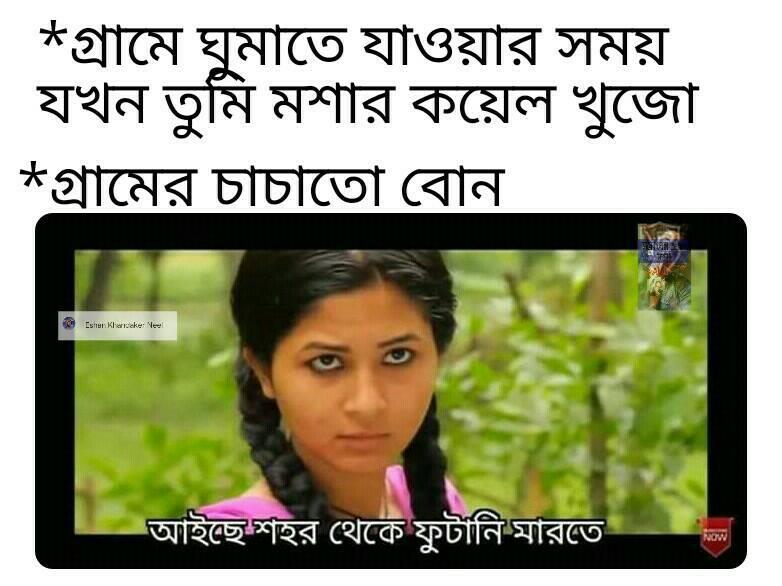 *গ্রামে ঘুমাতে যাওয়ার সময়
যখন তুমি মশার কয়েল খুজো
*গ্রামের চাচাতো বোন
Eshan Khandaker Neel
আইছে শহর থেকে ফুটানি মারতে
NOW